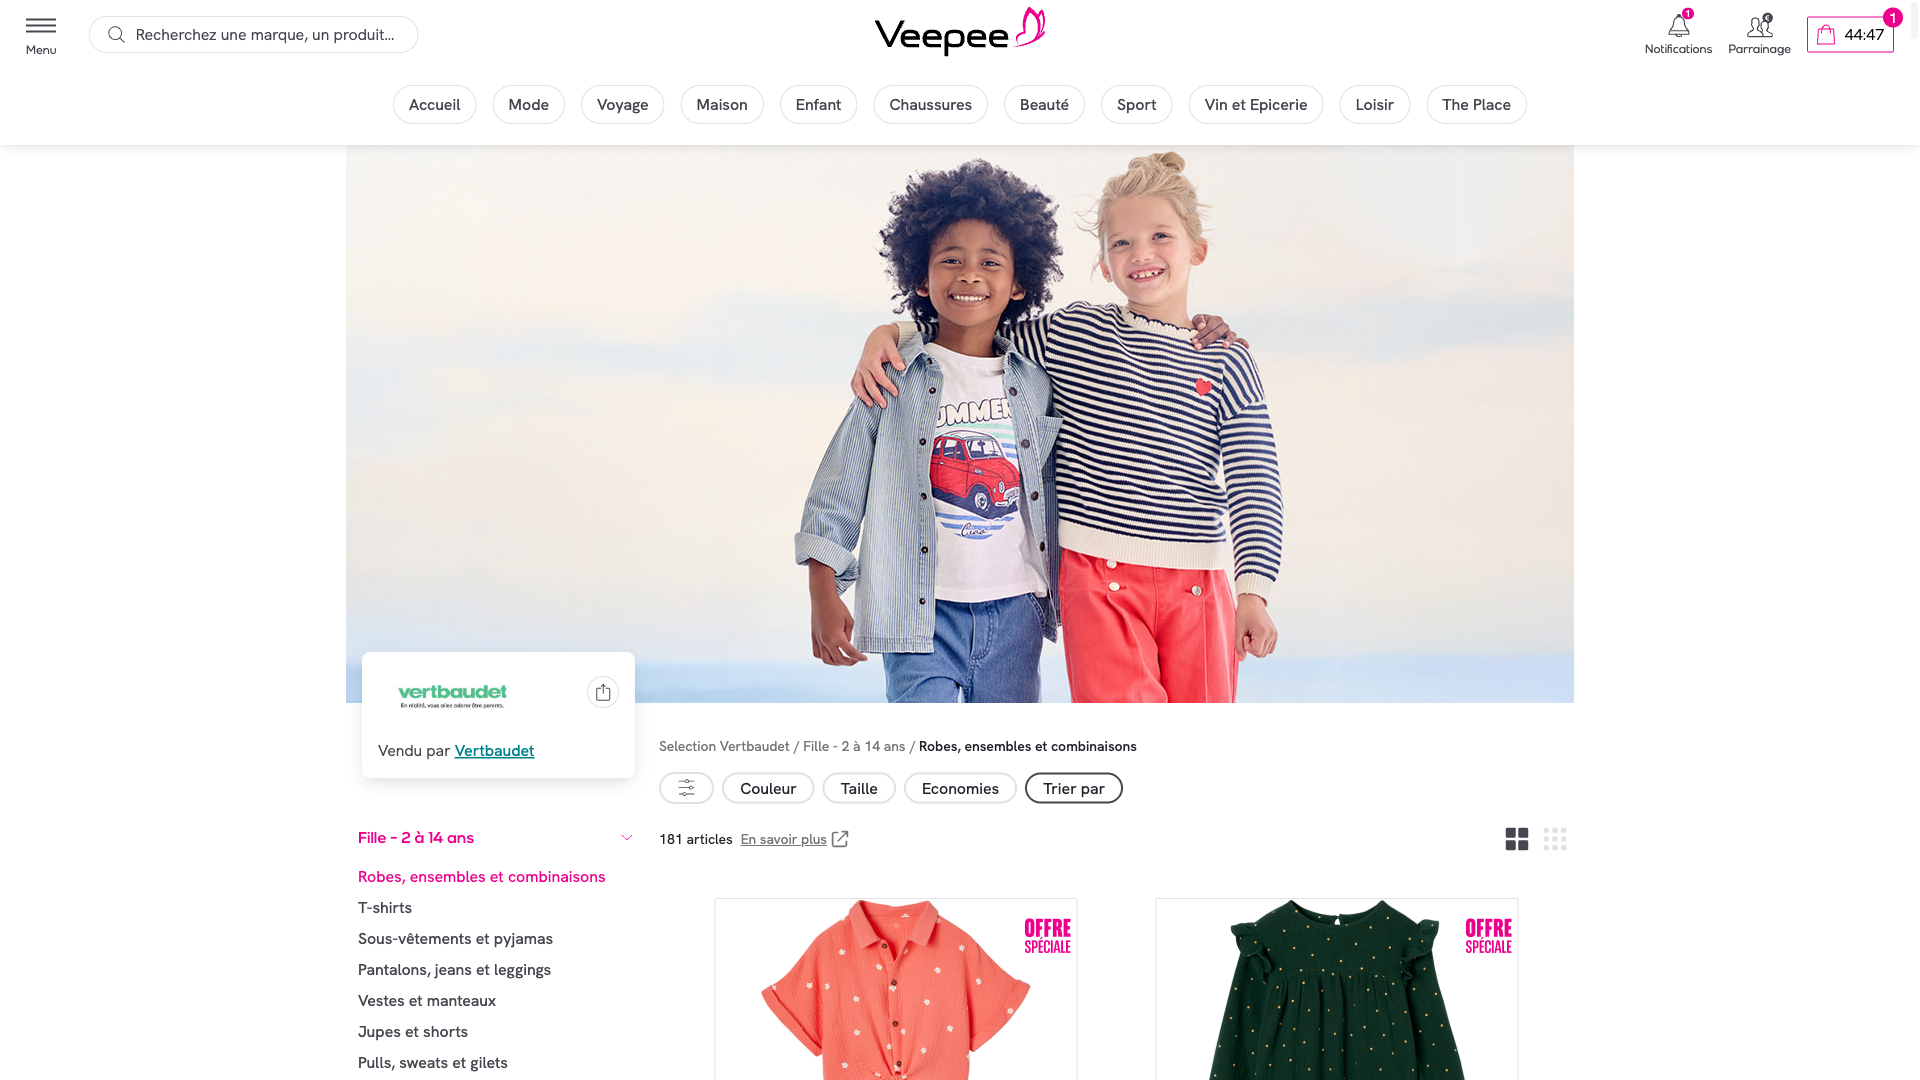 Menu
Recherchez une marque, un produit...
Veepee
1
Notifications
€
Parrainage
44:47
1
Accueil
Mode
Voyage
Maison
Enfant
Chaussures
Beauté
Sport
Vin et Epicerie
Loisir
The Place
SUMMER
Ciao
vertbaudet
En réalité, vous allez adorer être parents.
Vendu par Vertbaudet
Selection Vertbaudet / Fille - 2 à 14 ans / Robes, ensembles et combinaisons
Couleur
Taille
Economies
Trier par
Fille - 2 à 14 ans
181 articles En savoir plus
Robes, ensembles et combinaisons
T-shirts
Sous-vêtements et pyjamas
Pantalons, jeans et leggings
Vestes et manteaux
Jupes et shorts
Pulls, sweats et gilets
OFFRE
SPÉCIALE
OFFRE
SPÉCIALE